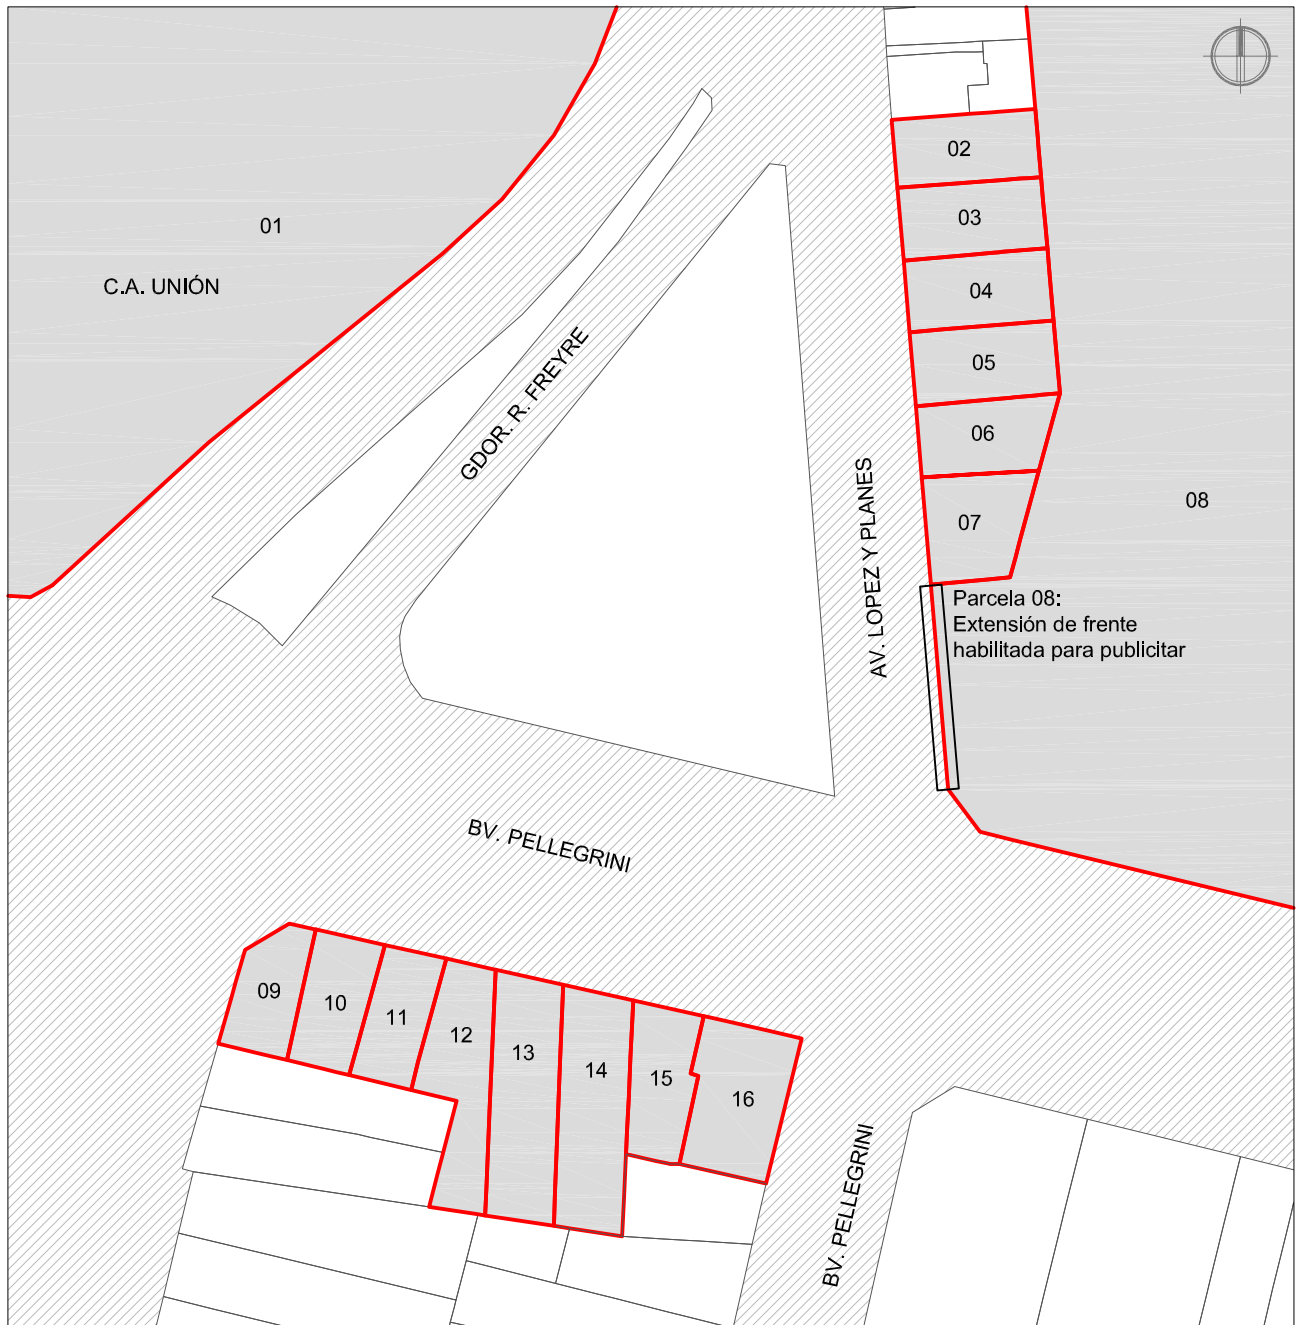 01
C.A. UNIÓN
GDOR. R. FREYRE
AV. LOPEZ Y PLANES
02
03
04
05
06
07
08
Parcela 08:
Extensión de frente
habilitada para publicitar
BV. PELLEGRINI
09
10
11
12
13
14
15
16
BV. PELLEGRINI